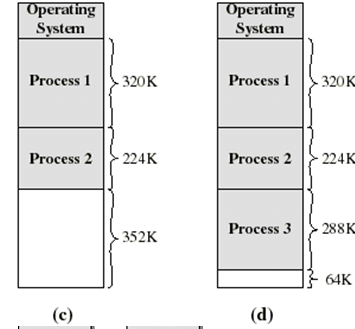 Operating
System
Process 1
320K
Process 2
224K
352K
(c)
Operating
System
Process 1
320K
Process 2
224K
Process 3
288K
64K
(d)